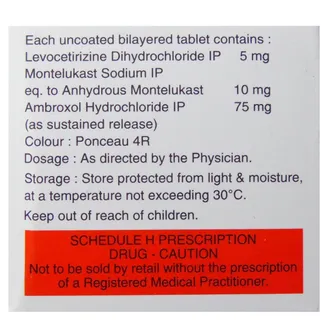 Each uncoated bilayered tablet contains :
Levocetirizine Dihydrochloride IP 5 mg
Montelukast Sodium IP
eq. to Anhydrous Montelukast 10 mg
Ambroxol Hydrochloride IP 75 mg
(as sustained release)
Colour : Ponceau 4R
Dosage : As directed by the Physician.
Storage : Store protected from light & moisture,
at a temperature not exceeding 30°C.
Keep out of reach of children.
SCHEDULE H PRESCRIPTION
DRUG - CAUTION
Not to be sold by retail without the prescription
of a Registered Medical Practitioner.